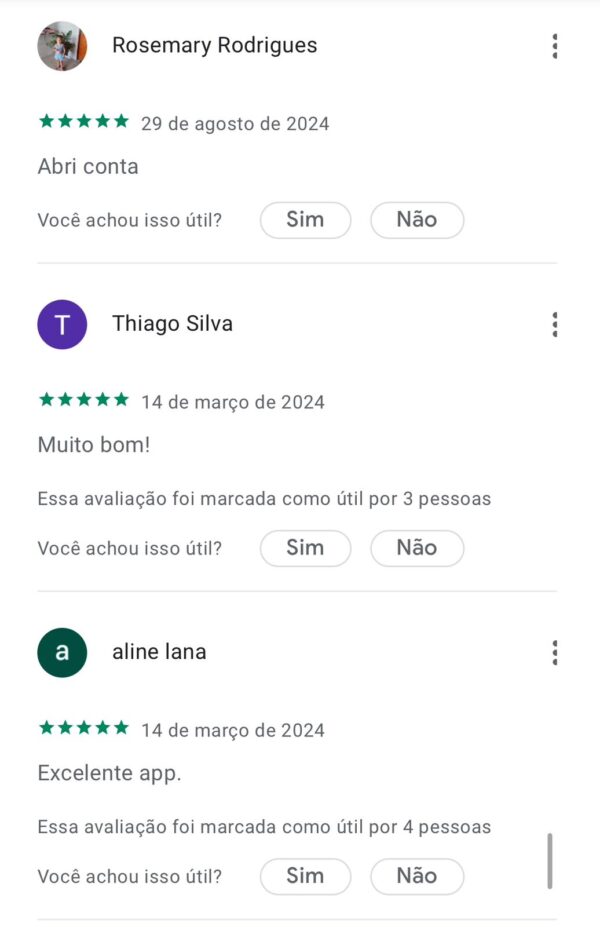 Rosemary Rodrigues
29 de agosto de 2024
Abri conta
Você achou isso útil? Sim Não
T Thiago Silva
14 de março de 2024
Muito bom!
Essa avaliação foi marcada como útil por 3 pessoas
Você achou isso útil? Sim Não
a aline lana
14 de março de 2024
Excelente app.
Essa avaliação foi marcada como útil por 4 pessoas
Você achou isso útil? Sim Não